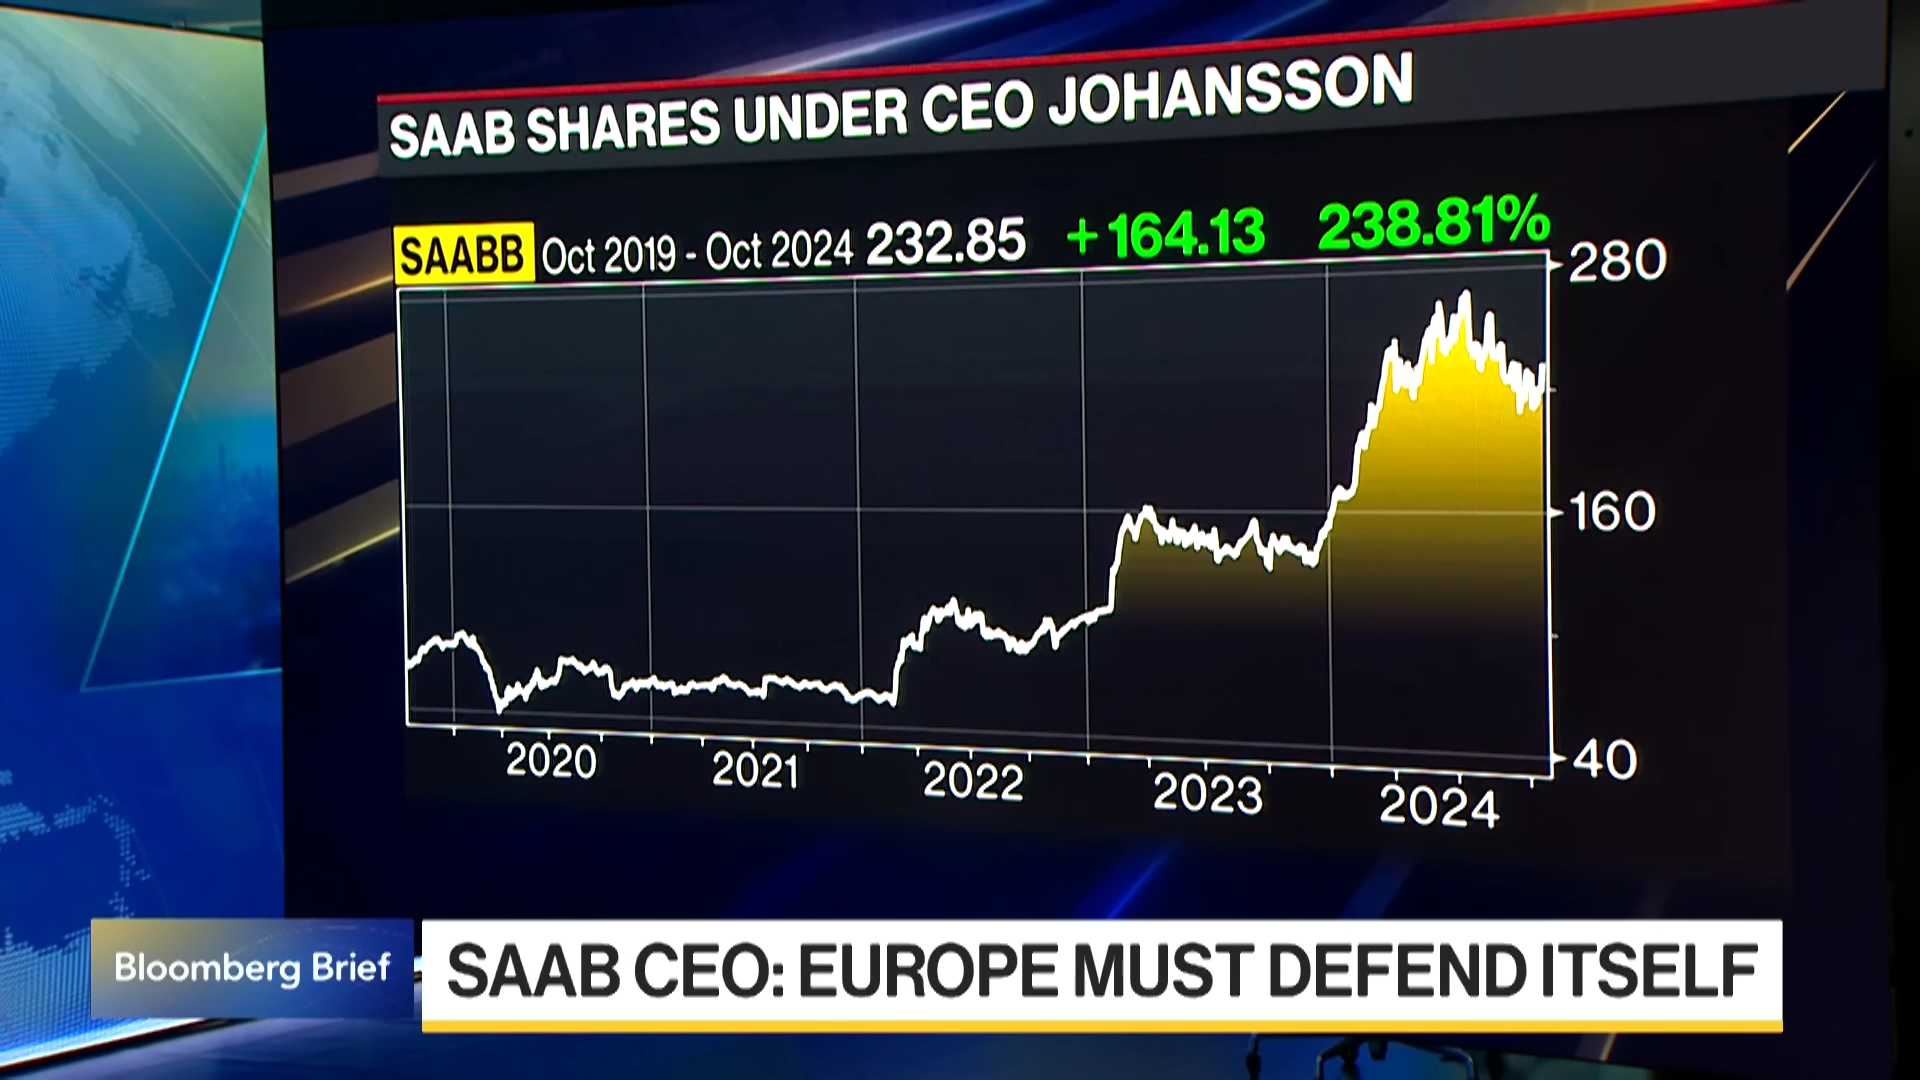 SAAB SHARES UNDER CEO JOHANSSON
SAABB Oct 2019 - Oct 2024 232.85 +164.13 238.81%
280
160
40
2020 2021 2022 2023 2024
Bloomberg Brief
SAAB CEO: EUROPE MUST DEFEND ITSELF